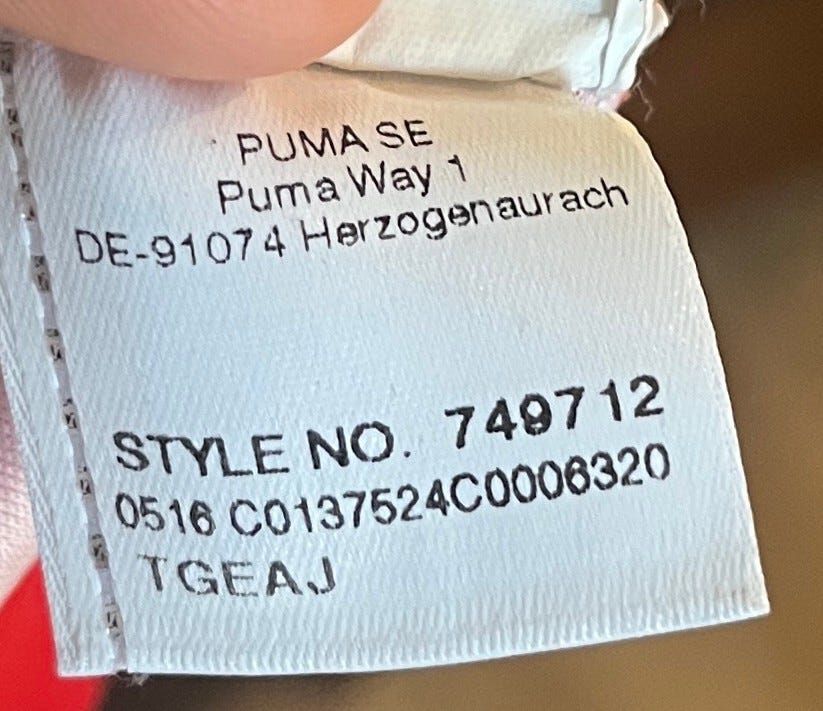 PUMA SE
Puma Way 1
DE-91074 Herzogenaurach
STYLE NO. 749712
0516 C0137524C0006320
TGEAJ